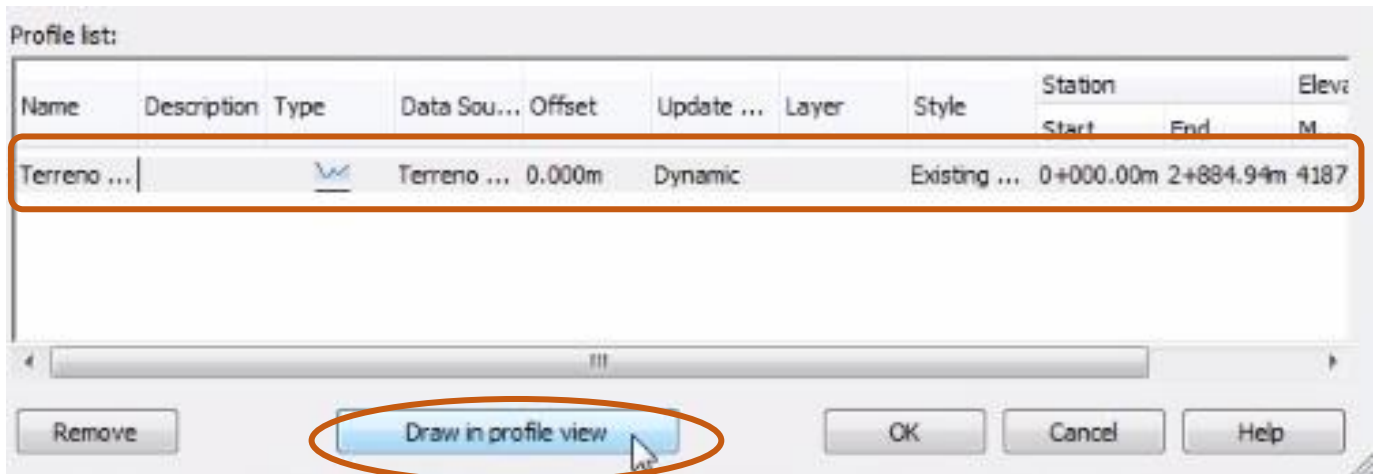 Profile list:
Name Description Type Data Sou... Offset Update ... Layer Style Station Eleva
Start End M...
Terreno ... Terreno ... 0.000m Dynamic Existing ... 0+000.00m 2+884.94m 4187
Remove Draw in profile view OK Cancel Help